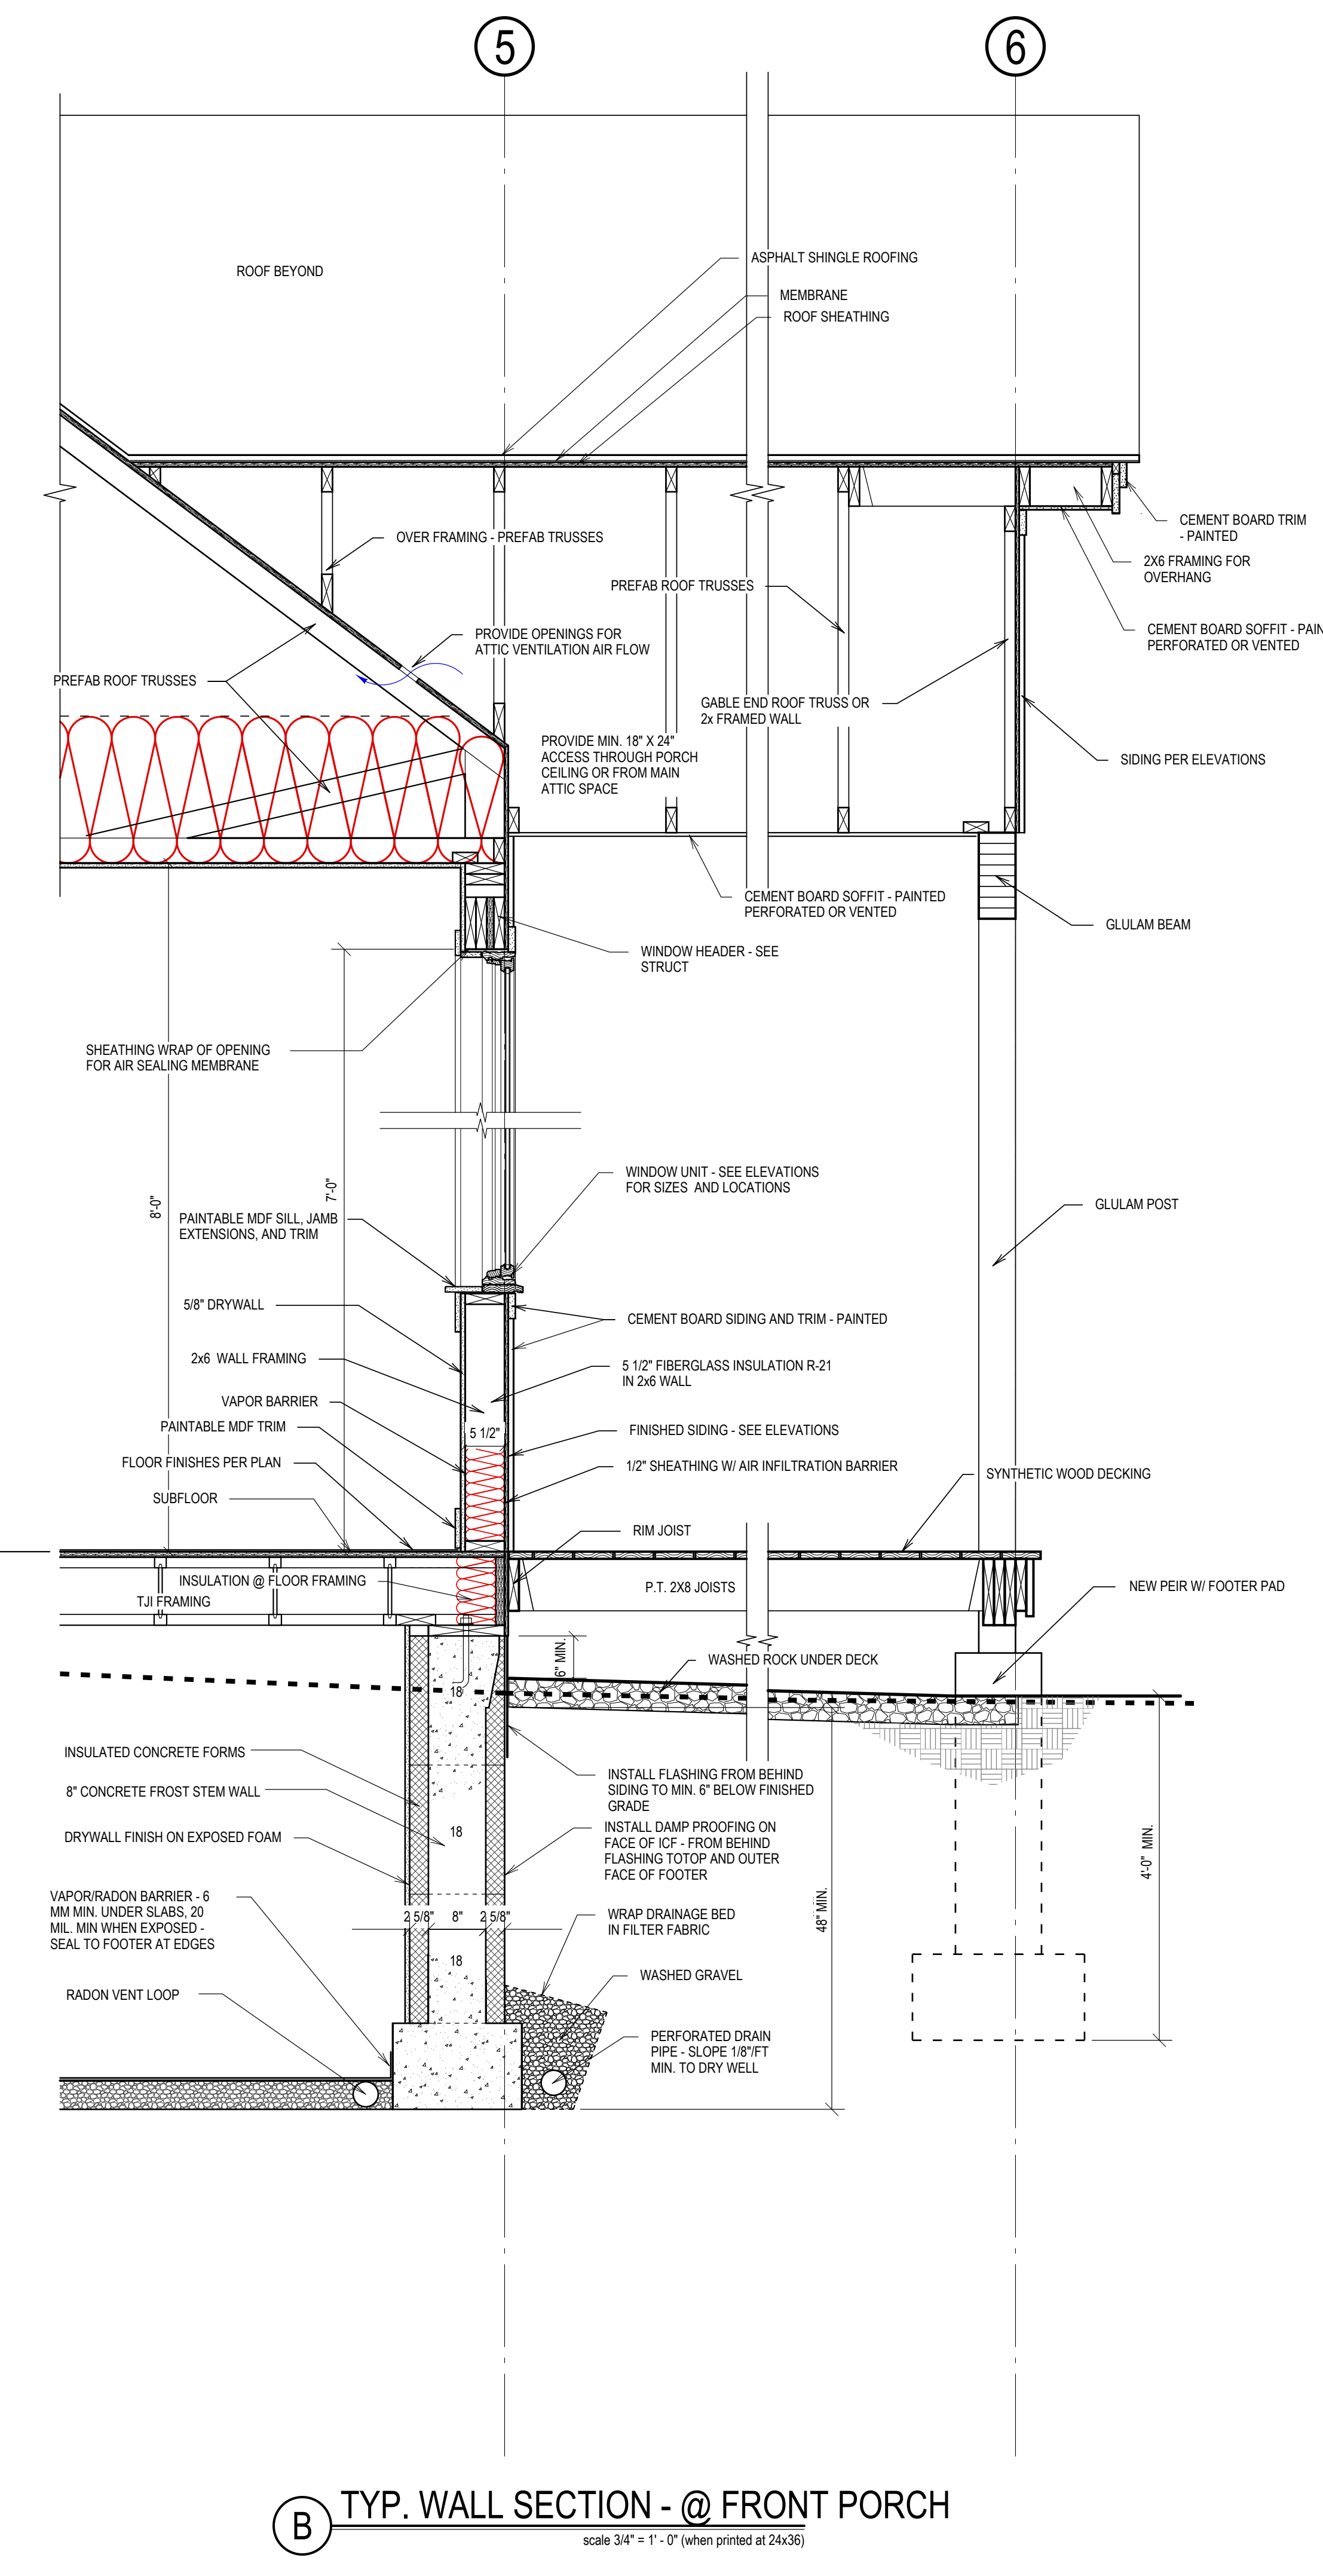 5
6
ROOF BEYOND
ASPHALT SHINGLE ROOFING
MEMBRANE
ROOF SHEATHING
CEMENT BOARD TRIM
- PAINTED
2X6 FRAMING FOR
OVERHANG
OVER FRAMING - PREFAB TRUSSES
PREFAB ROOF TRUSSES
CEMENT BOARD SOFFIT - PAIN
PERFORATED OR VENTED
PROVIDE OPENINGS FOR
ATTIC VENTILATION AIR FLOW
PREFAB ROOF TRUSSES
GABLE END ROOF TRUSS OR
2x FRAMED WALL
PROVIDE MIN. 18" X 24"
ACCESS THROUGH PORCH
CEILING OR FROM MAIN
ATTIC SPACE
SIDING PER ELEVATIONS
CEMENT BOARD SOFFIT - PAINTED
PERFORATED OR VENTED
GLULAM BEAM
WINDOW HEADER - SEE
STRUCT
SHEATHING WRAP OF OPENING
FOR AIR SEALING MEMBRANE
8'-0"
7'-0"
WINDOW UNIT - SEE ELEVATIONS
FOR SIZES  AND LOCATIONS
GLULAM POST
PAINTABLE MDF SILL, JAMB
EXTENSIONS, AND TRIM
5/8" DRYWALL
CEMENT BOARD SIDING AND TRIM - PAINTED
2x6  WALL FRAMING
5 1/2" FIBERGLASS INSULATION R-21
IN 2x6 WALL
VAPOR BARRIER
PAINTABLE MDF TRIM
5 1/2"
FINISHED SIDING - SEE ELEVATIONS
FLOOR FINISHES PER PLAN
1/2" SHEATHING W/ AIR INFILTRATION BARRIER
SYNTHETIC WOOD DECKING
SUBFLOOR
RIM JOIST
INSULATION @ FLOOR FRAMING
TJI FRAMING
P.T. 2X8 JOISTS
NEW PEIR W/ FOOTER PAD
6" MIN.
WASHED ROCK UNDER DECK
18
INSULATED CONCRETE FORMS
INSTALL FLASHING FROM BEHIND
SIDING TO MIN. 6" BELOW FINISHED
GRADE
8" CONCRETE FROST STEM WALL
18
DRYWALL FINISH ON EXPOSED FOAM
INSTALL DAMP PROOFING ON
FACE OF ICF - FROM BEHIND
FLASHING TOTOP AND OUTER
FACE OF FOOTER
4'-0"  MIN.
VAPOR/RADON BARRIER - 6
MM MIN. UNDER SLABS, 20
MIL. MIN WHEN EXPOSED -
SEAL TO FOOTER AT EDGES
2 5/8"
8"
2 5/8"
48" MIN.
WRAP DRAINAGE BED
IN FILTER FABRIC
18
WASHED GRAVEL
RADON VENT LOOP
PERFORATED DRAIN
PIPE - SLOPE 1/8"/FT
MIN. TO DRY WELL
B
TYP. WALL SECTION - @ FRONT PORCH
scale 3/4" = 1' - 0" (when printed at 24x36)